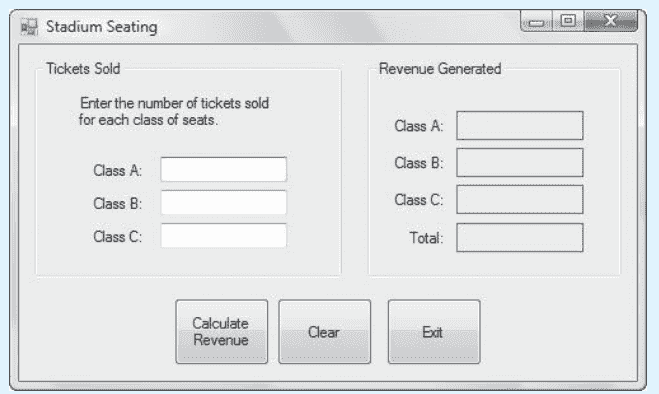 Stadium Seating
Tickets Sold
Enter the number of tickets sold
for each class of seats.
Class A:
Class B:
Class C:
Revenue Generated
Class A:
Class B:
Class C:
Total:
Calculate
Revenue
Clear
Exit